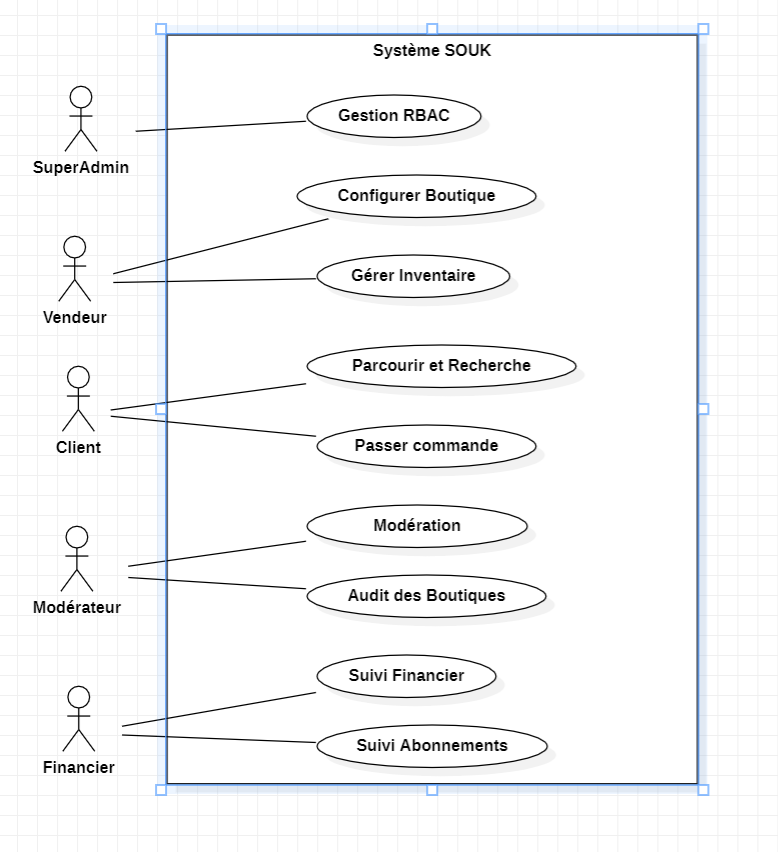 Système SOUK
Gestion RBAC
SuperAdmin
Configurer Boutique
Gérer Inventaire
Vendeur
Parcourir et Recherche
Passer commande
Client
Modération
Audit des Boutiques
Modérateur
Suivi Financier
Suivi Abonnements
Financier